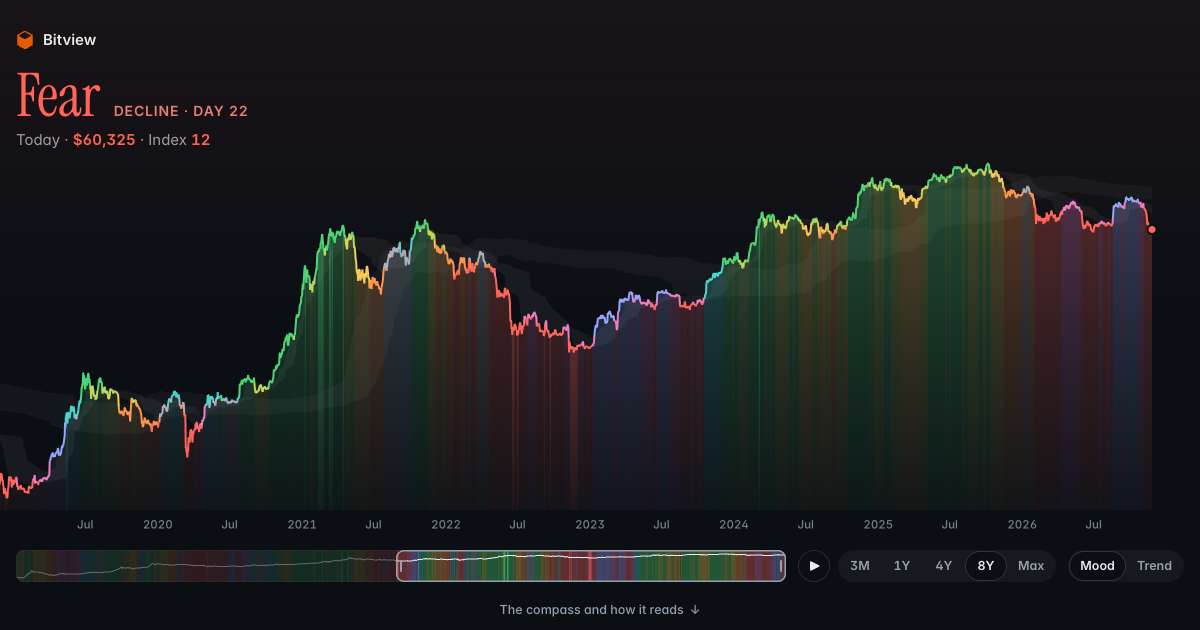 Bitview
Fear DECLINE · DAY 22
Today · $60,325 · Index 12
Jul 2020 Jul 2021 Jul 2022 Jul 2023 Jul 2024 Jul 2025 Jul 2026 Jul
3M 1Y 4Y 8Y Max Mood Trend
The compass and how it reads ↓